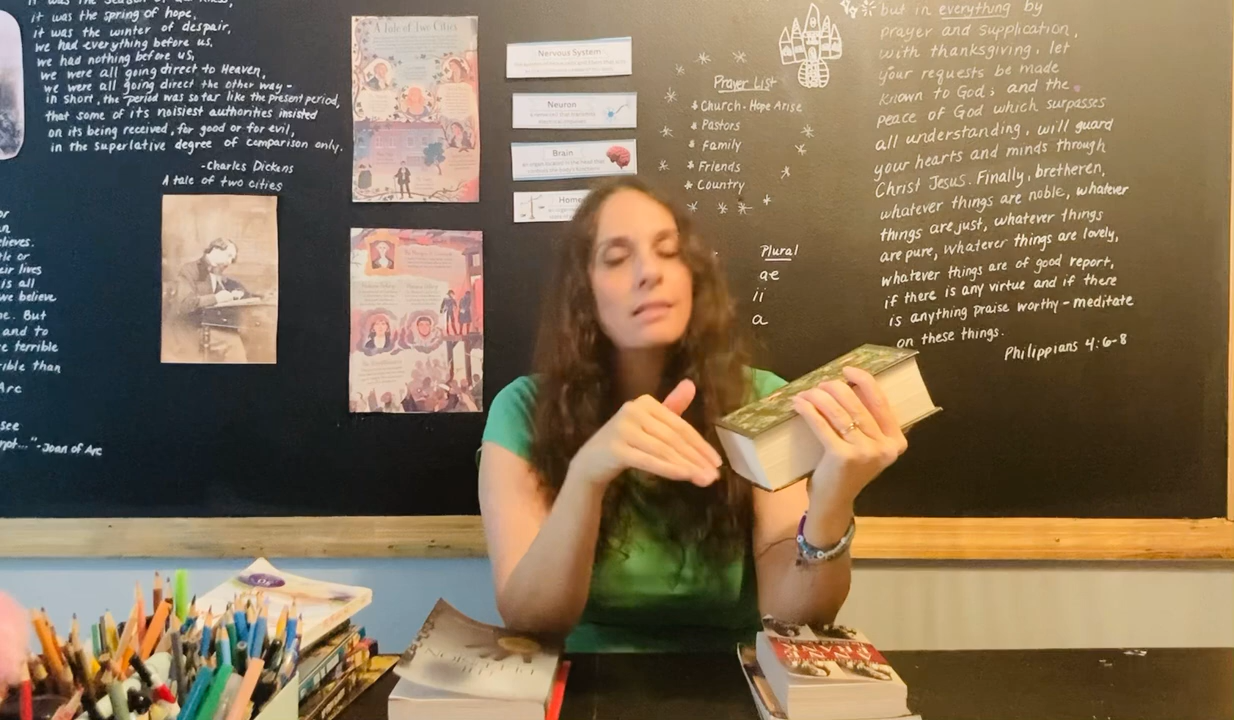 it was the spring of hope,
it was the winter of despair,
we had everything before us,
we had nothing before us,
we were all going direct to Heaven,
we were all going direct the other way-
in short, the period was so far like the present period,
that some of its noisiest authorities insisted
on its being received, for good or for evil,
in the superlative degree of comparison only.
-Charles Dickens
A tale of two cities
or
elieves.
tle or
eir lives
is all
we believe
e. But
and to
e terrible
ible than
Arc
see
not..." -Joan of Arc
A Tale of Two Cities
Nervous System
Neuron
Brain
Home
Prayer List
Church-Hope Arise
Pastors
Family
Friends
Country
Plural
ae
ii
a
but in everything by
prayer and supplication,
with thanksgiving, let
your requests be made
known to God; and the
peace of God which surpasses
all understanding, will guard
your hearts and minds through
Christ Jesus. Finally, bretheren,
whatever things are noble, whatever
things are just, whatever things
are pure, whatever things are lovely,
whatever things are of good report,
if there is any virtue and if there
is anything praise worthy-meditate
on these things.
Philippians 4:6-8